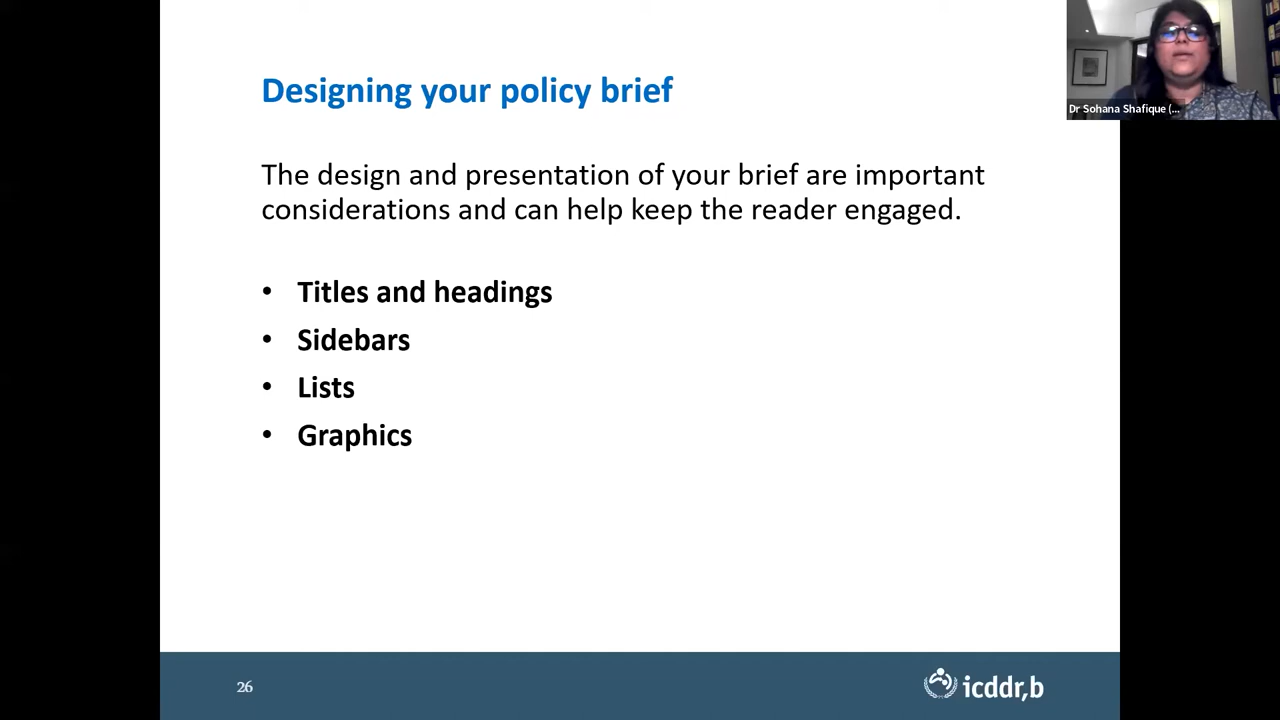 Designing your policy brief
Dr Sohana Shafique (...
The design and presentation of your brief are important
considerations and can help keep the reader engaged.
• Titles and headings
• Sidebars
• Lists
• Graphics
26
icddr,b